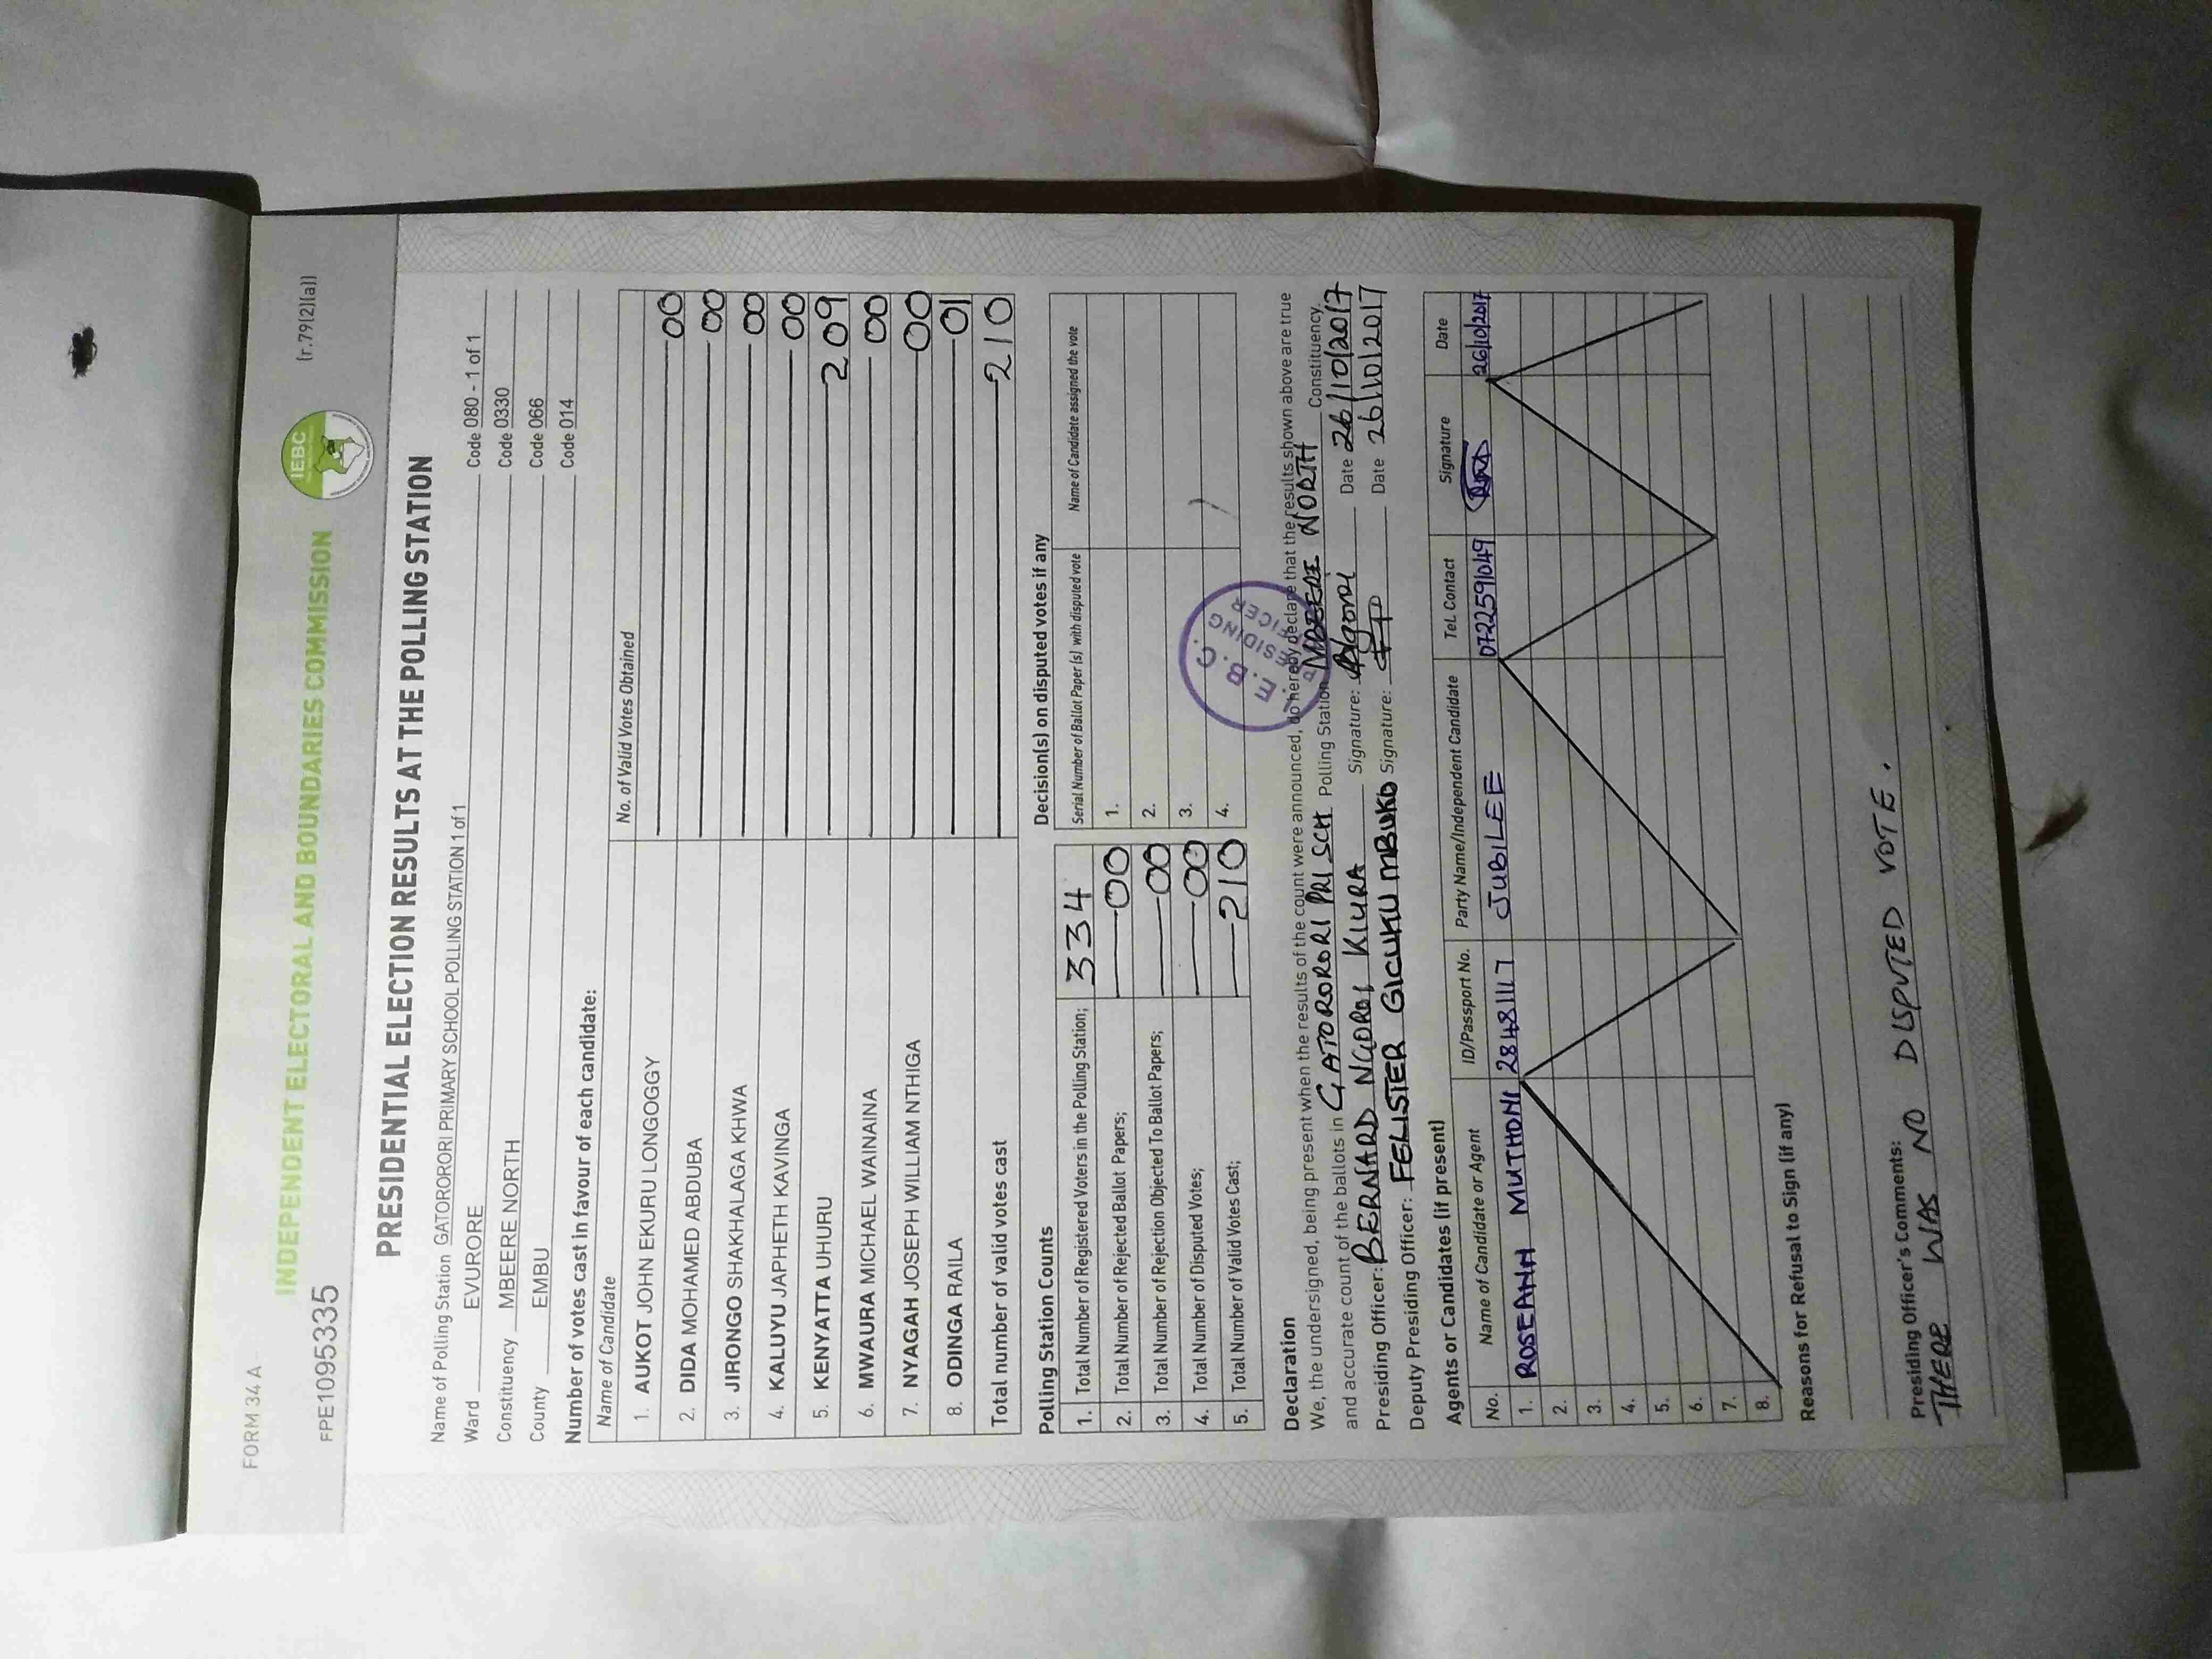 FORM 34 A
(r.79(2)(a))
INDEPENDENT ELECTORAL AND BOUNDARIES COMMISSION
IEBC
FPE1095335
PRESIDENTIAL ELECTION RESULTS AT THE POLLING STATION
Name of Polling Station GATORORORI PRIMARY SCHOOL POLLING STATION 1 of 1 Code 080 - 1 of 1
Ward EVURORE Code 0330
Constituency MBEERE NORTH Code 066
County EMBU Code 014
Number of votes cast in favour of each candidate:
Name of Candidate No. of Valid Votes Obtained
1. AUKOT JOHN EKURU LONGOGGY 00
2. DIDA MOHAMED ABDUBA 00
3. JIRONGO SHAKHALAGA KHWA 00
4. KALUYU JAPHETH KAVINGA 00
5. KENYATTA UHURU 209
6. MWAURA MICHAEL WAINAINA 00
7. NYAGAH JOSEPH WILLIAM NTHIGA 00
8. ODINGA RAILA 01
Total number of valid votes cast 210
Polling Station Counts
1. Total Number of Registered Voters in the Polling Station; 334
2. Total Number of Rejected Ballot Papers; 00
3. Total Number of Rejection Objected To Ballot Papers; 00
4. Total Number of Disputed Votes; 00
5. Total Number of Valid Votes Cast; 210
Decision(s) on disputed votes if any
Serial Number of Ballot Paper(s) with disputed vote Name of Candidate assigned the vote
1.
2.
3.
4.
E.B.C.
PRESIDING
OFFICER
Declaration
We, the undersigned, being present when the results of the count were announced, do hereby declare that the results shown above are true
and accurate count of the ballots in GATORORORI PRI SCH Polling Station MBEERE NORTH Constituency.
Presiding Officer: BERNARD NGOROI KIURA Signature: Date 26/10/2017
Deputy Presiding Officer: FELISTER GICUKU MBUKO Signature: Date 26/10/2017
Agents or Candidates (if present)
No. Name of Candidate or Agent ID/Passport No. Party Name/Independent Candidate Tel. Contact Signature Date
1. ROSEANN MUTHONI 28481117 JUBILEE 0722591049 26/10/2017
2.
3.
4.
5.
6.
7.
8.
Reasons for Refusal to Sign (if any)
Presiding Officer's Comments:
THERE WAS NO DISPUTED VOTE.